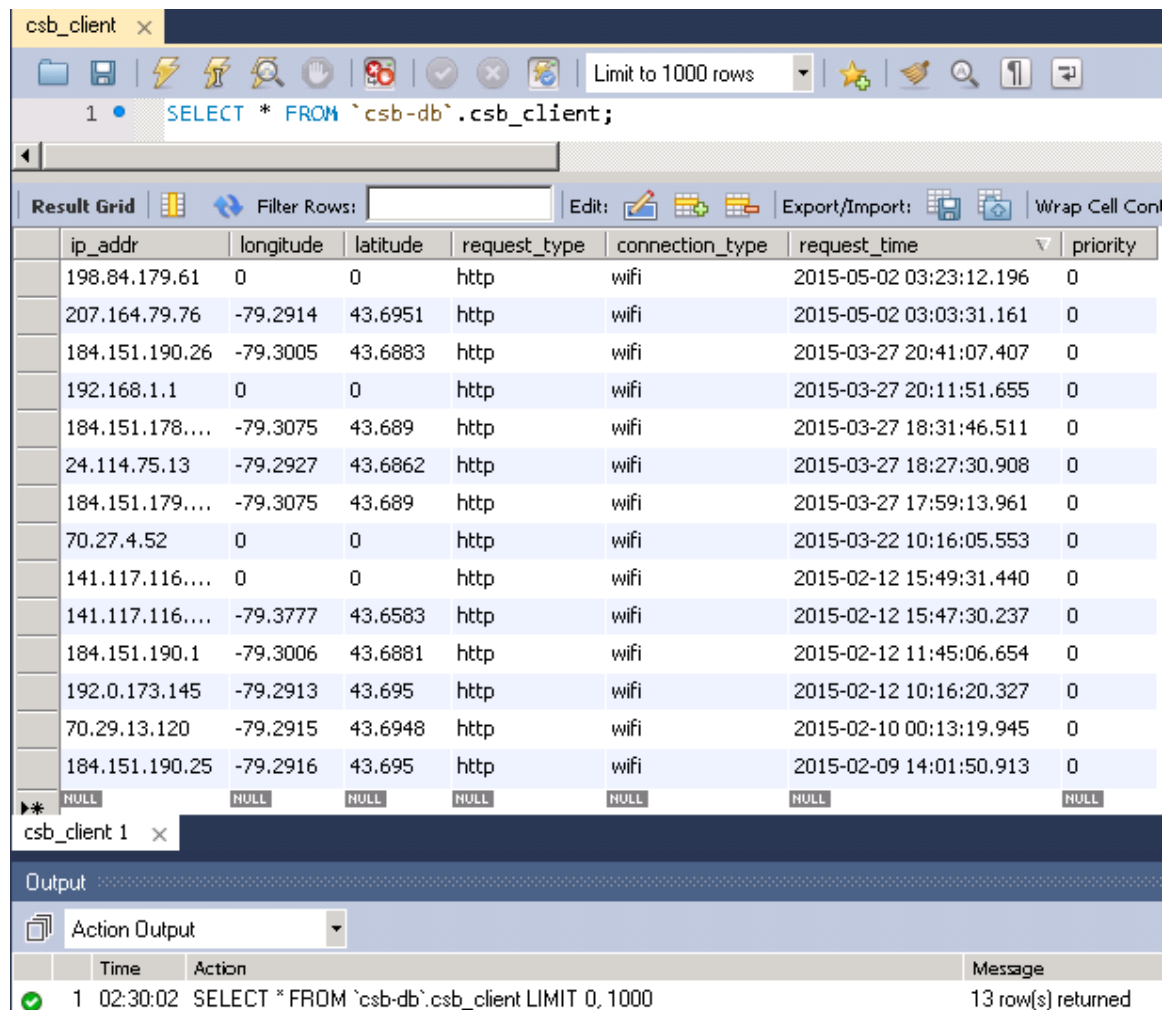 csb_client ×
Limit to 1000 rows
1 SELECT * FROM `csb-db`.csb_client;
Result Grid Filter Rows: Edit: Export/Import: Wrap Cell Cont
ip_addr longitude latitude request_type connection_type request_time priority
198.84.179.61 0 0 http wifi 2015-05-02 03:23:12.196 0
207.164.79.76 -79.2914 43.6951 http wifi 2015-05-02 03:03:31.161 0
184.151.190.26 -79.3005 43.6883 http wifi 2015-03-27 20:41:07.407 0
192.168.1.1 0 0 http wifi 2015-03-27 20:11:51.655 0
184.151.178.... -79.3075 43.689 http wifi 2015-03-27 18:31:46.511 0
24.114.75.13 -79.2927 43.6862 http wifi 2015-03-27 18:27:30.908 0
184.151.179.... -79.3075 43.689 http wifi 2015-03-27 17:59:13.961 0
70.27.4.52 0 0 http wifi 2015-03-22 10:16:05.553 0
141.117.116.... 0 0 http wifi 2015-02-12 15:49:31.440 0
141.117.116.... -79.3777 43.6583 http wifi 2015-02-12 15:47:30.237 0
184.151.190.1 -79.3006 43.6881 http wifi 2015-02-12 11:45:06.654 0
192.0.173.145 -79.2913 43.695 http wifi 2015-02-12 10:16:20.327 0
70.29.13.120 -79.2915 43.6948 http wifi 2015-02-10 00:13:19.945 0
184.151.190.25 -79.2916 43.695 http wifi 2015-02-09 14:01:50.913 0
NULL NULL NULL NULL NULL NULL NULL
csb_client 1 ×
Output
Action Output
Time Action Message
1 02:30:02 SELECT * FROM `csb-db`.csb_client LIMIT 0, 1000 13 row(s) returned